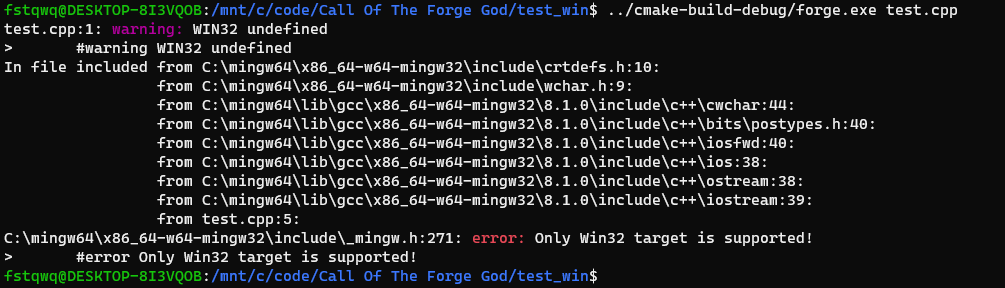 fstqwq@DESKTOP-8I3VQOB:/mnt/c/code/Call Of The Forge God/test_win$ ../cmake-build-debug/forge.exe test.cpp
test.cpp:1: warning: WIN32 undefined
>       #warning WIN32 undefined
In file included from C:\mingw64\x86_64-w64-mingw32\include\crtdefs.h:10:
                 from C:\mingw64\x86_64-w64-mingw32\include\wchar.h:9:
                 from C:\mingw64\lib\gcc\x86_64-w64-mingw32\8.1.0\include\c++\cwchar:44:
                 from C:\mingw64\lib\gcc\x86_64-w64-mingw32\8.1.0\include\c++\bits\postypes.h:40:
                 from C:\mingw64\lib\gcc\x86_64-w64-mingw32\8.1.0\include\c++\iosfwd:40:
                 from C:\mingw64\lib\gcc\x86_64-w64-mingw32\8.1.0\include\c++\ios:38:
                 from C:\mingw64\lib\gcc\x86_64-w64-mingw32\8.1.0\include\c++\ostream:38:
                 from C:\mingw64\lib\gcc\x86_64-w64-mingw32\8.1.0\include\c++\iostream:39:
                 from test.cpp:5:
C:\mingw64\x86_64-w64-mingw32\include\_mingw.h:271: error: Only Win32 target is supported!
>       #error Only Win32 target is supported!
fstqwq@DESKTOP-8I3VQOB:/mnt/c/code/Call Of The Forge God/test_win$